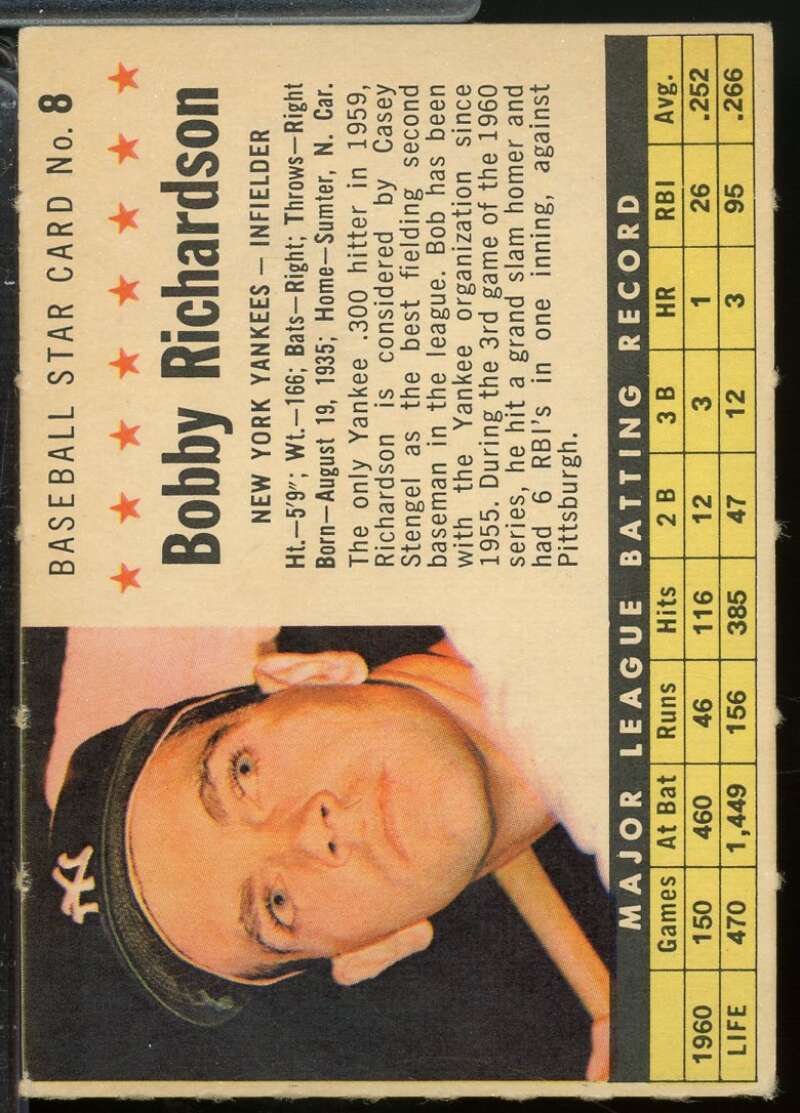 BASEBALL STAR CARD No. 8
Bobby Richardson
NEW YORK YANKEES — INFIELDER
Ht.—5'9"; Wt.—166; Bats—Right; Throws—Right
Born—August 19, 1935; Home—Sumter, N. Car.
The only Yankee .300 hitter in 1959,
Richardson is considered by Casey
Stengel as the best fielding second
baseman in the league. Bob has been
with the Yankee organization since
1955. During the 3rd game of the 1960
series, he hit a grand slam homer and
had 6 RBI's in one inning, against
Pittsburgh.
NY
MAJOR LEAGUE BATTING RECORD
Games At Bat Runs Hits 2 B 3 B HR RBI Avg.
1960 150 460 46 116 12 3 1 26 .252
LIFE 470 1,449 156 385 47 12 3 95 .266